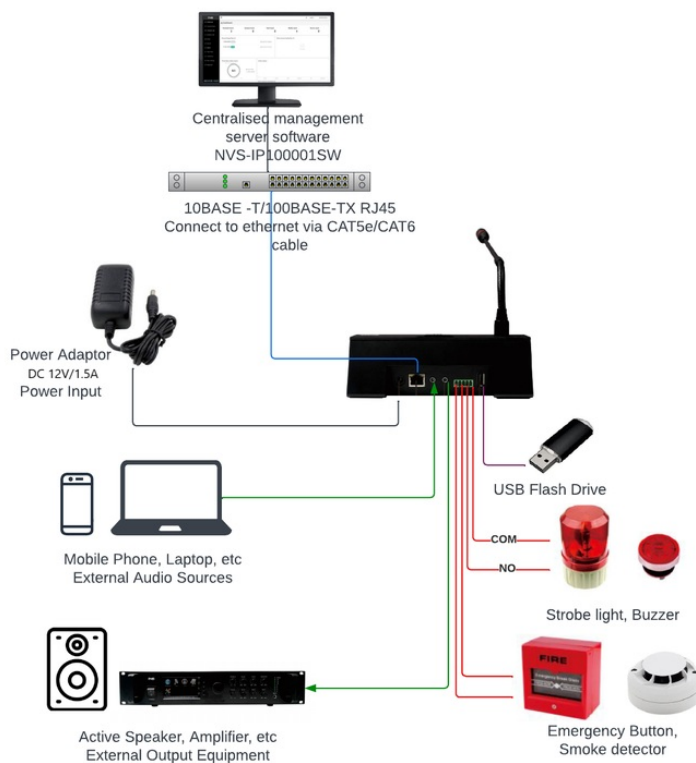 Centralised management
server software
NVS-IP100001SW
10BASE -T/100BASE-TX RJ45
Connect to ethernet via CAT5e/CAT6
cable
Power Adaptor
DC 12V/1.5A
Power Input
USB Flash Drive
Mobile Phone, Laptop, etc
External Audio Sources
COM
NO
Strobe light, Buzzer
FIRE
Active Speaker, Amplifier, etc
External Output Equipment
Emergency Button,
Smoke detector